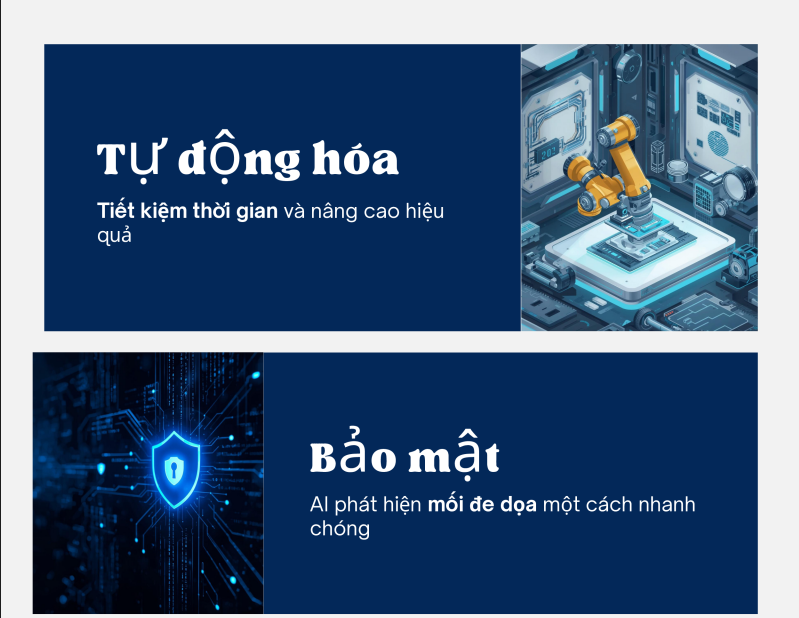 Tự động hóa
Tiết kiệm thời gian và nâng cao hiệu
quả
Bảo mật
AI phát hiện mối đe dọa một cách nhanh
chóng